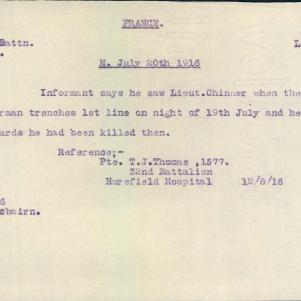 FRANCE.
Battn.
M. July 20th 1916
Informant says he saw Lieut.Chinner when the
rman trenches 1st line on night of 19th July and he
ards he had been killed then.
Reference;-
Pte. T.J.Thomas ,1577.
32nd Battalion
Harefield Hospital 12/8/16
6
bairn.